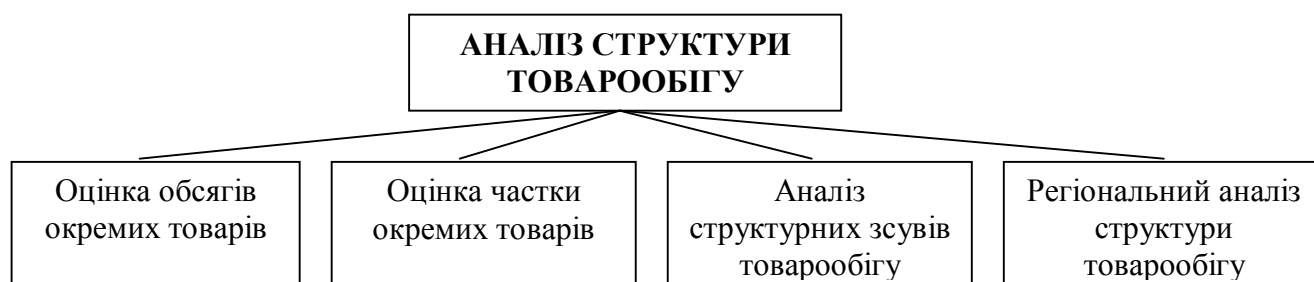 АНАЛІЗ СТРУКТУРИ
ТОВАРООБІГУ
Оцінка обсягів
окремих товарів
Оцінка частки
окремих товарів
Аналіз
структурних зсувів
товарообігу
Регіональний аналіз
структури
товарообігу